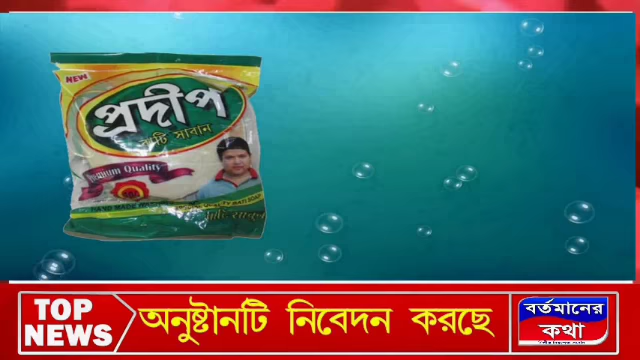 NEW
প্রদীপ
বাটি সাবান
Premium Quality
TOP
NEWS
অনুষ্টানটি নিবেদন করছে
বর্তমানের
কথা